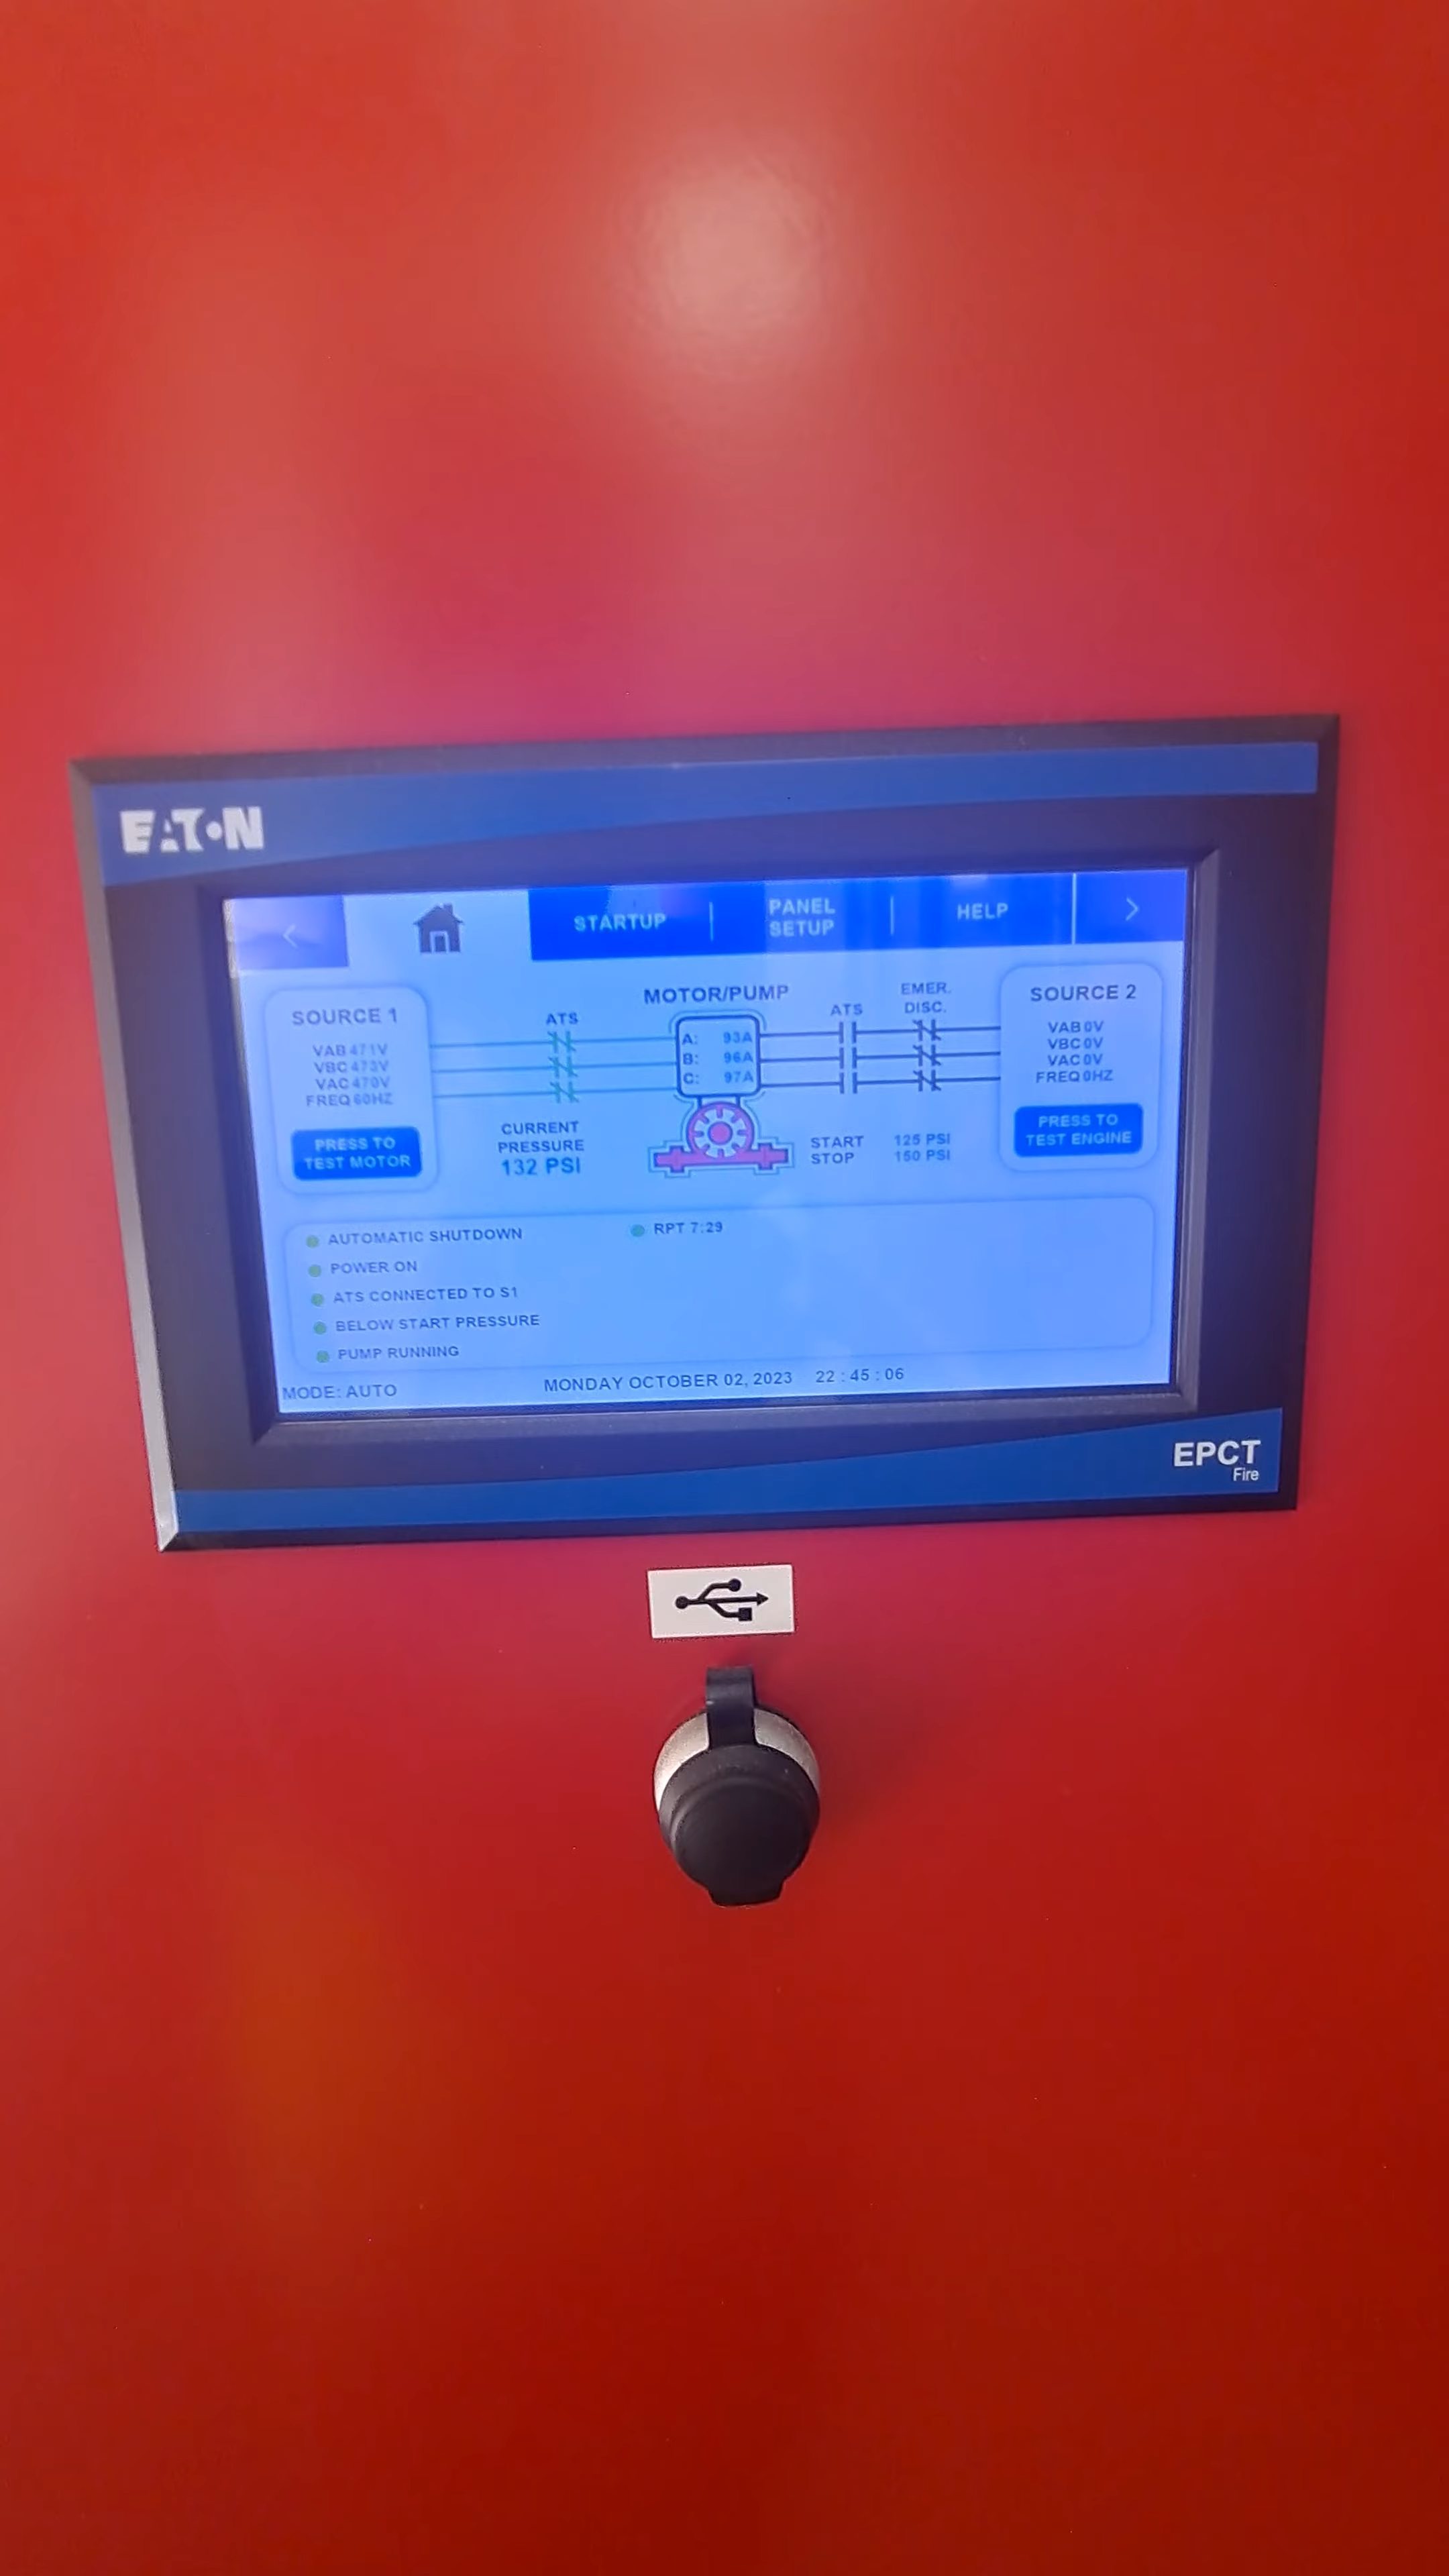 EATON
STARTUP
PANEL
SETUP
HELP
SOURCE 1
VAB 471V
VBC 473V
VAC 470V
FREQ 60HZ
PRESS TO
TEST MOTOR
ATS
CURRENT
PRESSURE
132 PSI
MOTOR/PUMP
A: 93A
B: 96A
C: 97A
ATS
EMER.
DISC.
START 125 PSI
STOP 150 PSI
SOURCE 2
VAB 0V
VBC 0V
VAC 0V
FREQ 0HZ
PRESS TO
TEST ENGINE
AUTOMATIC SHUTDOWN
POWER ON
ATS CONNECTED TO S1
BELOW START PRESSURE
PUMP RUNNING
RPT 7:29
MODE: AUTO
MONDAY OCTOBER 02, 2023 22 : 45 : 06
EPCT
Fire